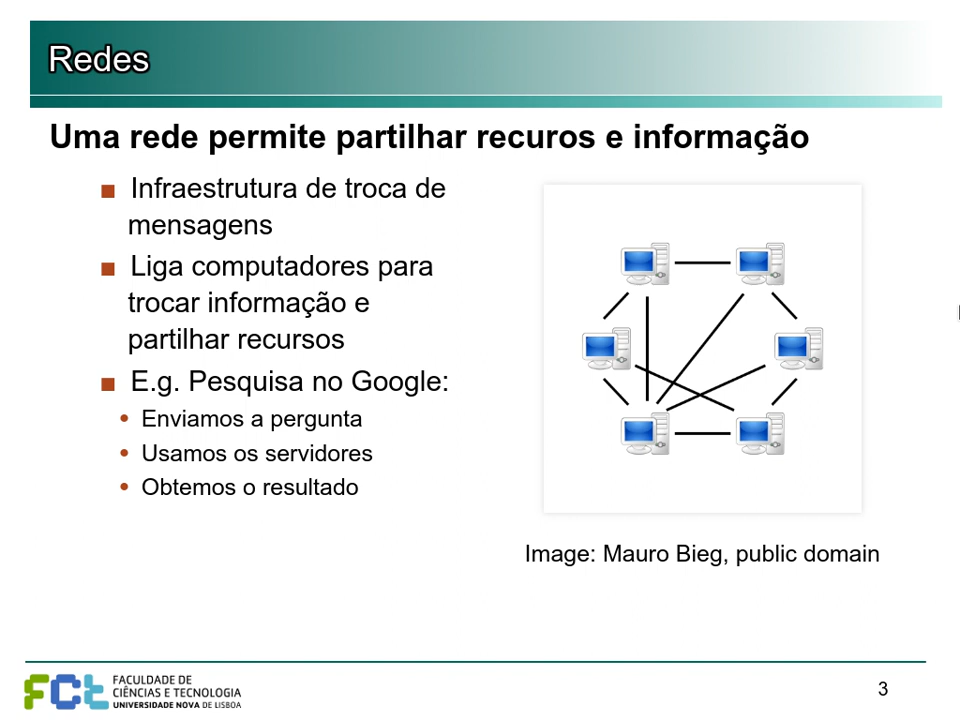 Redes
Uma rede permite partilhar recuros e informação
■ Infraestrutura de troca de
mensagens
■ Liga computadores para
trocar informação e
partilhar recursos
■ E.g. Pesquisa no Google:
• Enviamos a pergunta
• Usamos os servidores
• Obtemos o resultado
Image: Mauro Bieg, public domain
FCt
FACULDADE DE
CIÊNCIAS E TECNOLOGIA
UNIVERSIDADE NOVA DE LISBOA
3